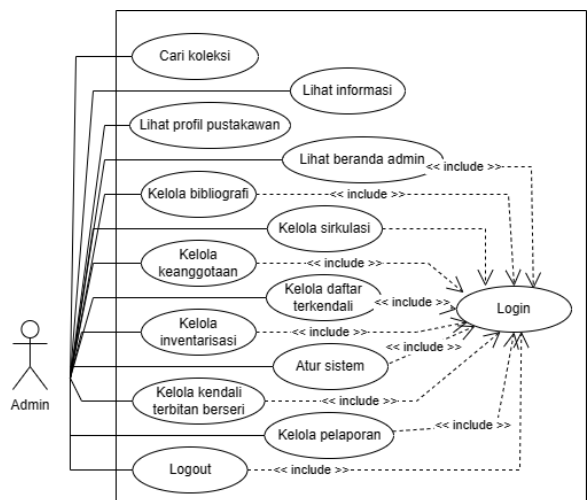 Cari koleksi
Lihat informasi
Lihat profil pustakawan
Lihat beranda admin
<< include >>
Kelola bibliografi
<< include >>
Kelola sirkulasi
Kelola
keanggotaan
<< include >>
Kelola daftar
terkendali
<< include >>
Login
Kelola
inventarisasi
<< include >>
Atur sistem
<< include >>
Admin
Kelola kendali
terbitan berseri
<< include >>
Kelola pelaporan
<< include >>
Logout
<< include >>